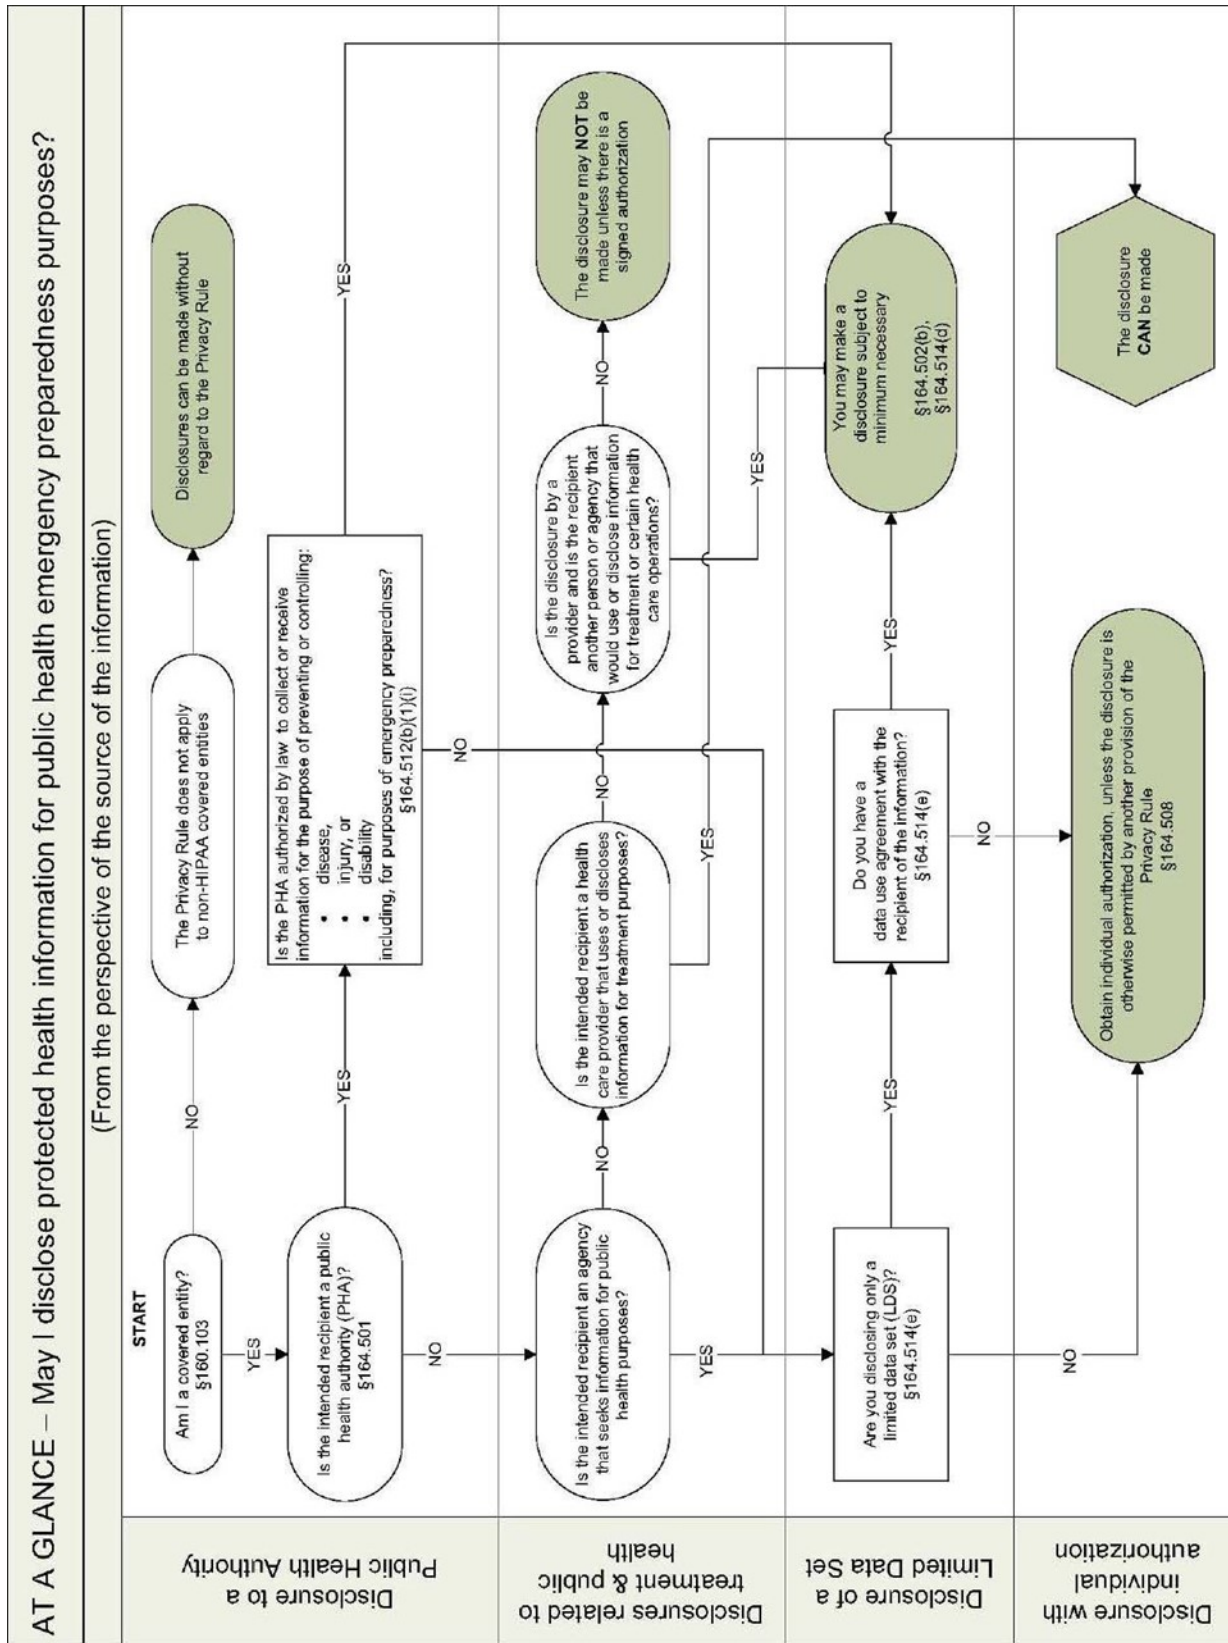 AT A GLANCE – May I disclose protected health information for public health emergency preparedness purposes?
(From the perspective of the source of the information)
Disclosure to a
Public Health Authority
START
Am I a covered entity?
§160.103
NO
The Privacy Rule does not apply
to non-HIPAA covered entities
Disclosures can be made without
regard to the Privacy Rule
YES
Is the intended recipient a public
health authority (PHA)?
§164.501
YES
Is the PHA authorized by law to collect or receive
information for the purpose of preventing or controlling:
• disease,
• injury, or
• disability
including, for purposes of emergency preparedness?
§164.512(b)(1)(i)
YES
NO
NO
Disclosures related to
treatment & public
health
Is the intended recipient an agency
that seeks information for public
health purposes?
NO
Is the intended recipient a health
care provider that uses or discloses
information for treatment purposes?
NO
Is the disclosure by a
provider and is the recipient
another person or agency that
would use or disclose information
for treatment or certain health
care operations?
NO
The disclosure may NOT be
made unless there is a
signed authorization
YES
YES
YES
Disclosure of a
Limited Data Set
Are you disclosing only a
limited data set (LDS)?
§164.514(e)
YES
Do you have a
data use agreement with the
recipient of the information?
§164.514(e)
YES
You may make a
disclosure subject to
minimum necessary
§164.502(b),
§164.514(d)
NO
NO
Disclosure with
individual
authorization
Obtain individual authorization, unless the disclosure is
otherwise permitted by another provision of the
Privacy Rule
§164.508
The disclosure
CAN be made